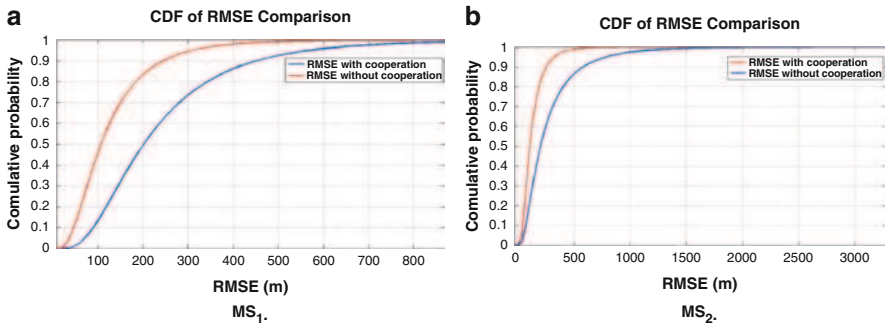 a
CDF of RMSE Comparison
Comulative probability
1
0.9
0.8
0.7
0.6
0.5
0.4
0.3
0.2
0.1
0
RMSE with cooperation
RMSE without cooperation
100 200 300 400 500 600 700 800
RMSE (m)
MS1.
b
CDF of RMSE Comparison
Comulative probability
1
0.9
0.8
0.7
0.6
0.5
0.4
0.3
0.2
0.1
0
RMSE with cooperation
RMSE without cooperation
0 500 1000 1500 2000 2500 3000
RMSE (m)
MS2.